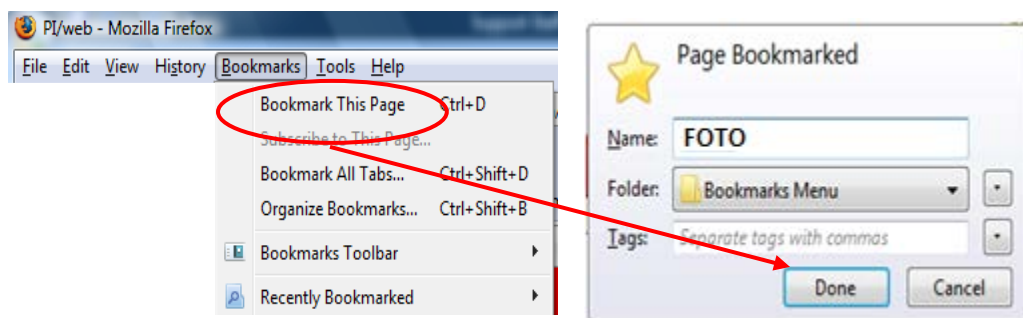 PI/web - Mozilla Firefox
File Edit View History Bookmarks Tools Help
Bookmark This Page Ctrl+D
Subscribe to This Page...
Bookmark All Tabs... Ctrl+Shift+D
Organize Bookmarks... Ctrl+Shift+B
Bookmarks Toolbar
Recently Bookmarked
Page Bookmarked
Name: FOTO
Folder: Bookmarks Menu
Tags: Separate tags with commas
Done Cancel